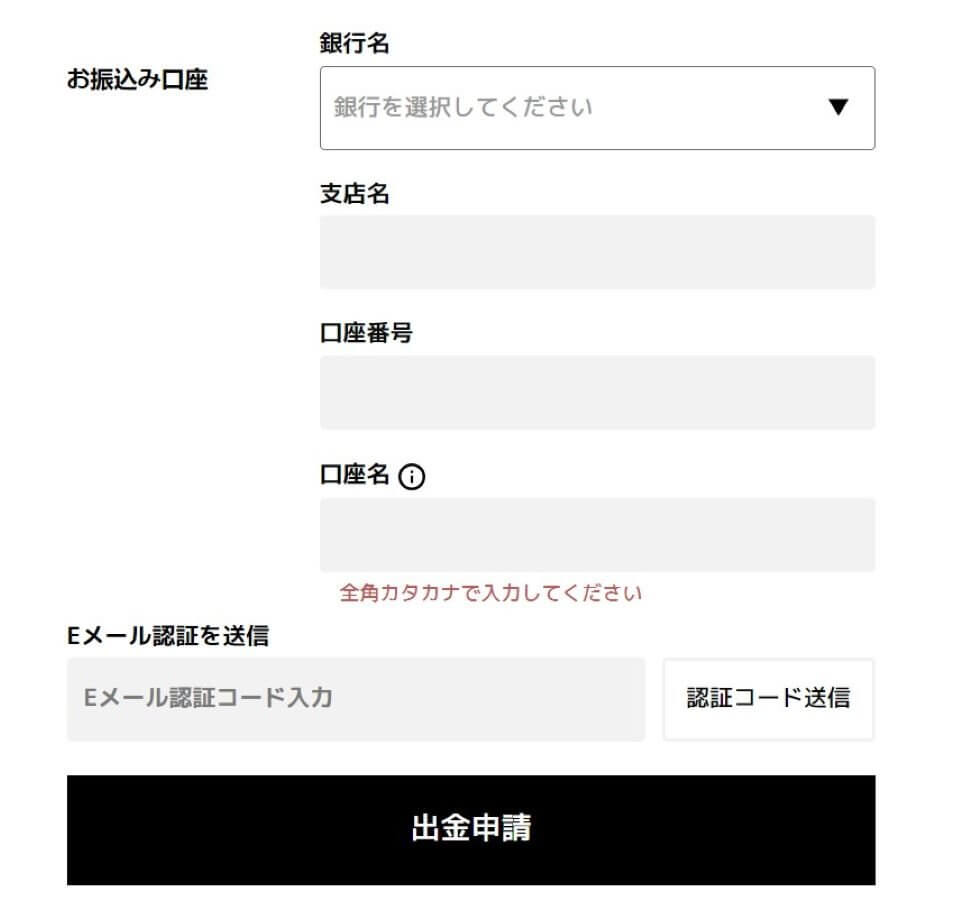 銀行名
お振込み口座
銀行を選択してください ▼
支店名
口座番号
口座名
全角カタカナで入力してください
Eメール認証を送信
Eメール認証コード入力
認証コード送信
出金申請